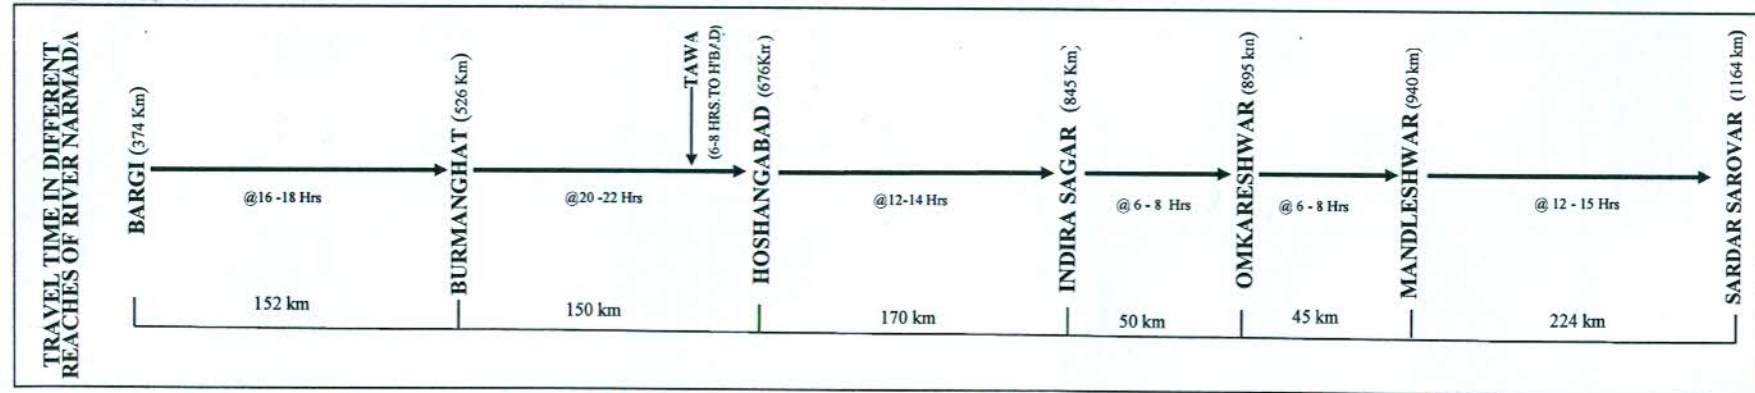 TRAVEL TIME IN DIFFERENT
REACHES OF RIVER NARMADA
BARGI (374 Km)
@16 -18 Hrs
BURMANGHAT (526 Km)
@20 -22 Hrs
TAWA
(6-8 HRS.TO H'BAD)
HOSHANGABAD (676Km)
@12-14 Hrs
INDIRA SAGAR (845 Km)
@ 6 - 8 Hrs
OMKARESHWAR (895 km)
@ 6 - 8 Hrs
MANDLESHWAR (940 km)
@ 12 - 15 Hrs
SARDAR SAROVAR (1164 km)
152 km
150 km
170 km
50 km
45 km
224 km